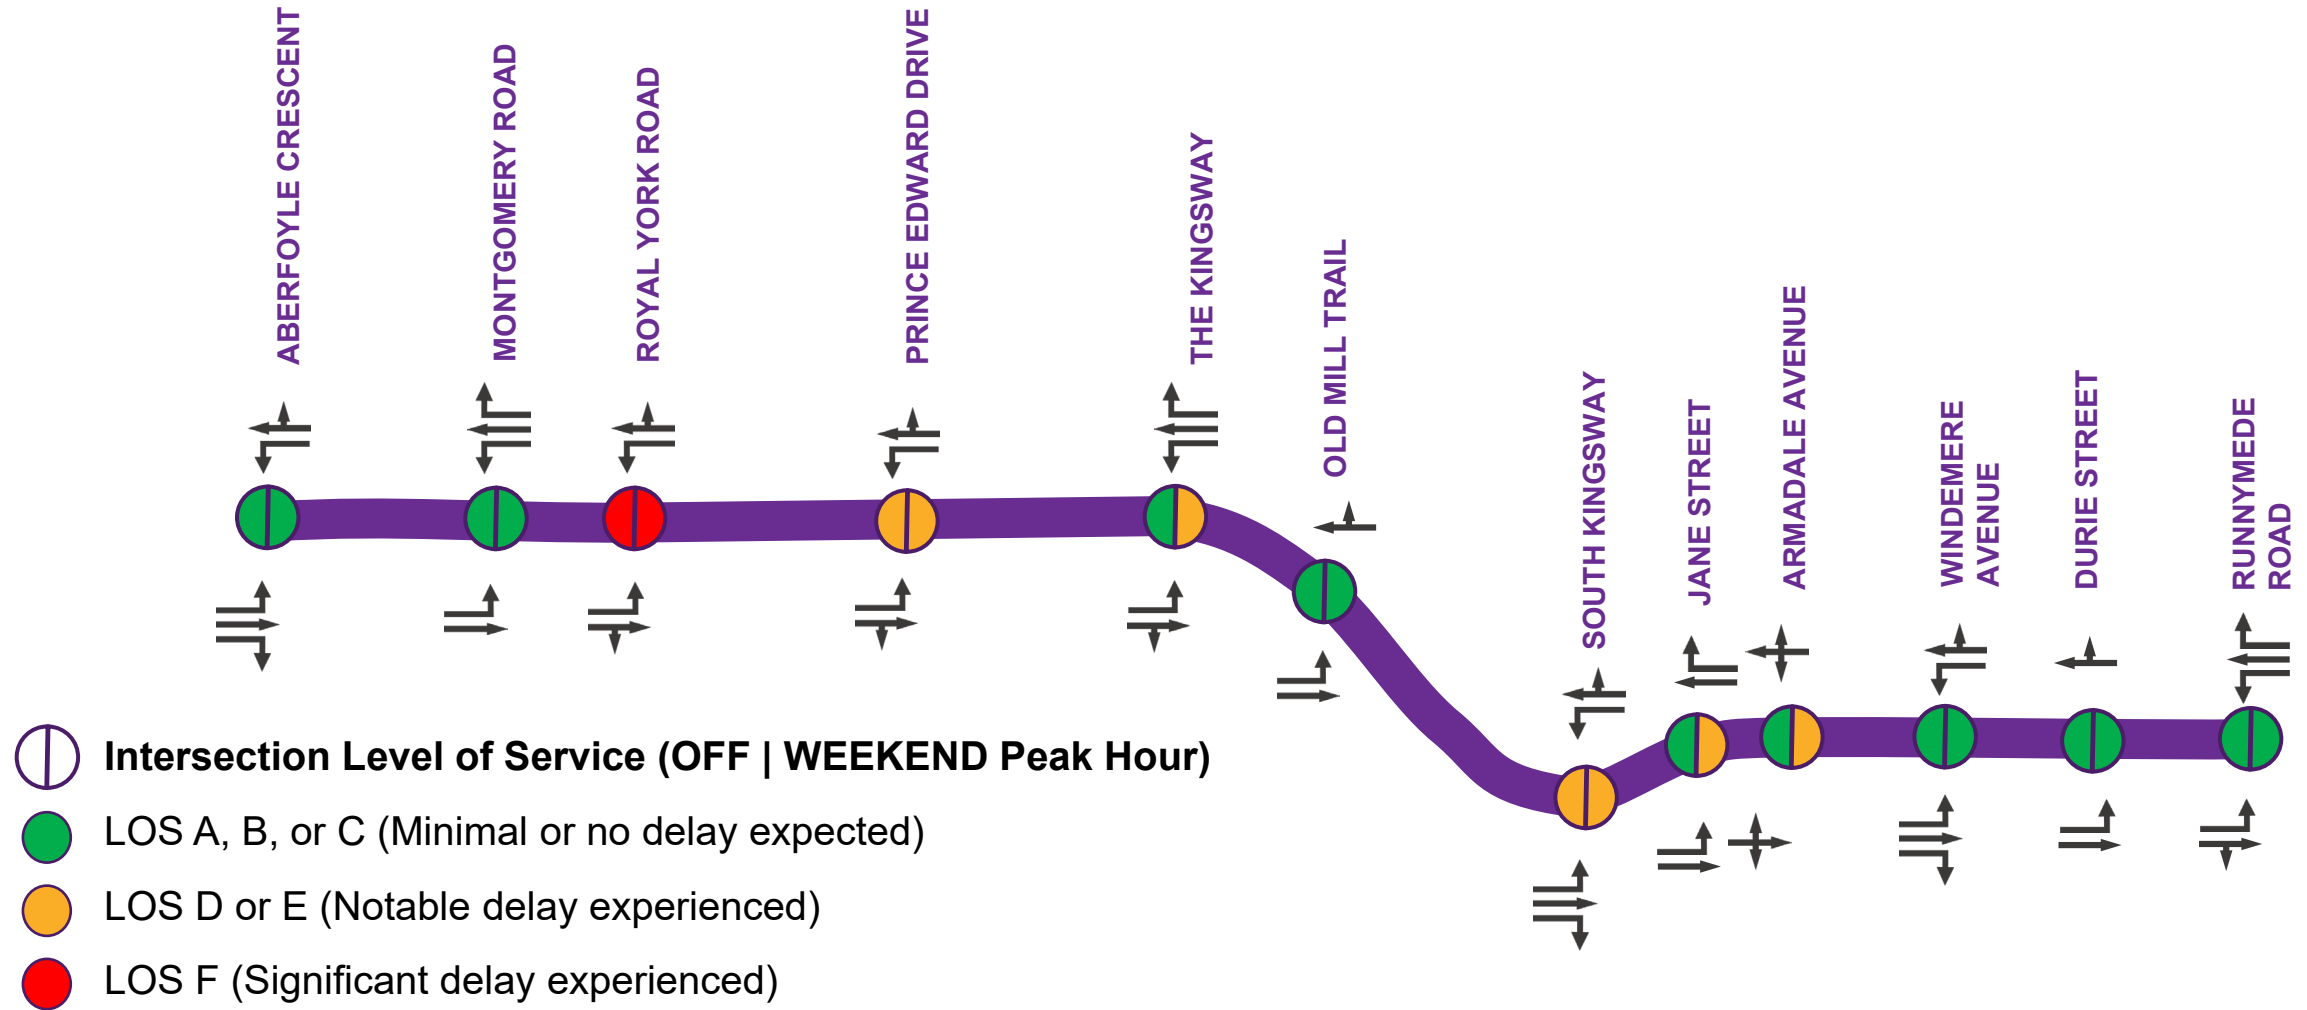 ABERFOYLE CRESCENT
MONTGOMERY ROAD
ROYAL YORK ROAD
PRINCE EDWARD DRIVE
THE KINGSWAY
OLD MILL TRAIL
SOUTH KINGSWAY
JANE STREET
ARMADALE AVENUE
WINDEMERE
AVENUE
DURIE STREET
RUNNYMEDE
ROAD
Intersection Level of Service (OFF | WEEKEND Peak Hour)
LOS A, B, or C (Minimal or no delay expected)
LOS D or E (Notable delay experienced)
LOS F (Significant delay experienced)